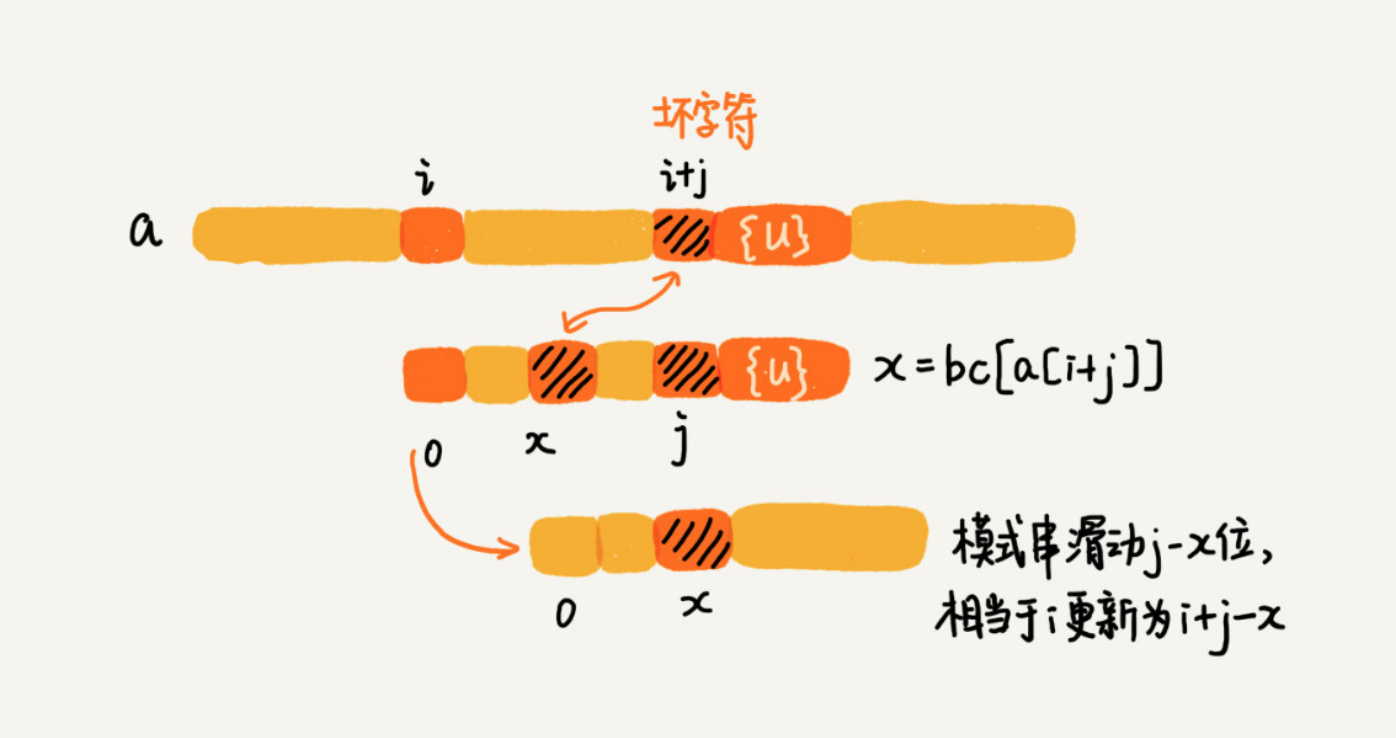 坏字符
i
i+j
a
{u}
{u}
x=bc[a[i+j]]
0
x
j
模式串滑动j-x位,
相当于i更新为i+j-x
0
x